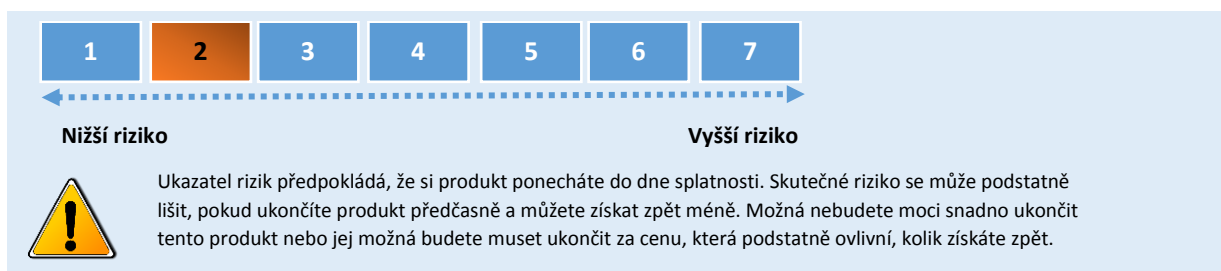 1 2 3 4 5 6 7
Nižší riziko Vyšší riziko
Ukazatel rizik předpokládá, že si produkt ponecháte do dne splatnosti. Skutečné riziko se může podstatně
lišit, pokud ukončíte produkt předčasně a můžete získat zpět méně. Možná nebudete moci snadno ukončit
tento produkt nebo jej možná budete muset ukončit za cenu, která podstatně ovlivní, kolik získáte zpět.